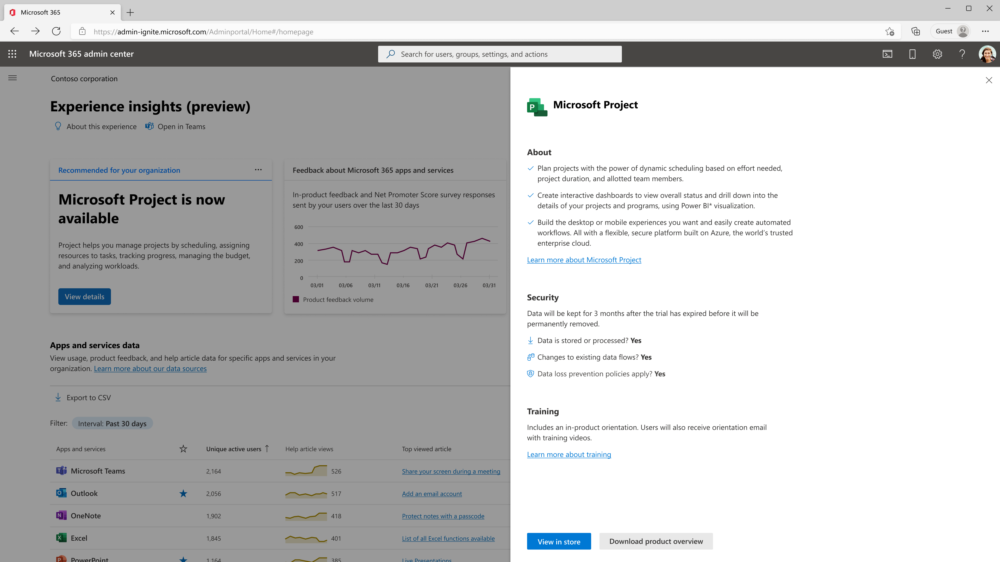 Microsoft 365
https://admin-ignite.microsoft.com/Adminportal/Home#/homepage
Guest
Microsoft 365 admin center
Search for users, groups, settings, and actions
Contoso corporation
Experience insights (preview)
About this experience
Open in Teams
Recommended for your organization
Microsoft Project is now
available
Project helps you manage projects by scheduling, assigning
resources to tasks, tracking progress, managing the budget,
and analyzing workloads.
View details
Feedback about Microsoft 365 apps and services
In-product feedback and Net Promoter Score survey responses
sent by your users over the last 30 days
600
400
200
0
03/01 03/06 03/11 03/16 03/21 03/26 03/31
Product feedback volume
Apps and services data
View usage, product feedback, and help article data for specific apps and services in your
organization. Learn more about our data sources
Export to CSV
Filter: Interval: Past 30 days
Apps and services Unique active users Help article views Top viewed article
Microsoft Teams 2,164 526 Share your screen during a meeting
Outlook 2,056 517 Add an email account
OneNote 1,902 418 Protect notes with a passcode
Excel 1,845 401 List of all Excel functions available
PowerPoint 1,164 385 Live Presentations
Microsoft Project
About
Plan projects with the power of dynamic scheduling based on effort needed,
project duration, and allotted team members.
Create interactive dashboards to view overall status and drill down into the
details of your projects and programs, using Power BI* visualization.
Build the desktop or mobile experiences you want and easily create automated
workflows. All with a flexible, secure platform built on Azure, the world’s trusted
enterprise cloud.
Learn more about Microsoft Project
Security
Data will be kept for 3 months after the trial has expired before it will be
permanently removed.
Data is stored or processed? Yes
Changes to existing data flows? Yes
Data loss prevention policies apply? Yes
Training
Includes an in-product orientation. Users will also receive orientation email
with training videos.
Learn more about training
View in store
Download product overview